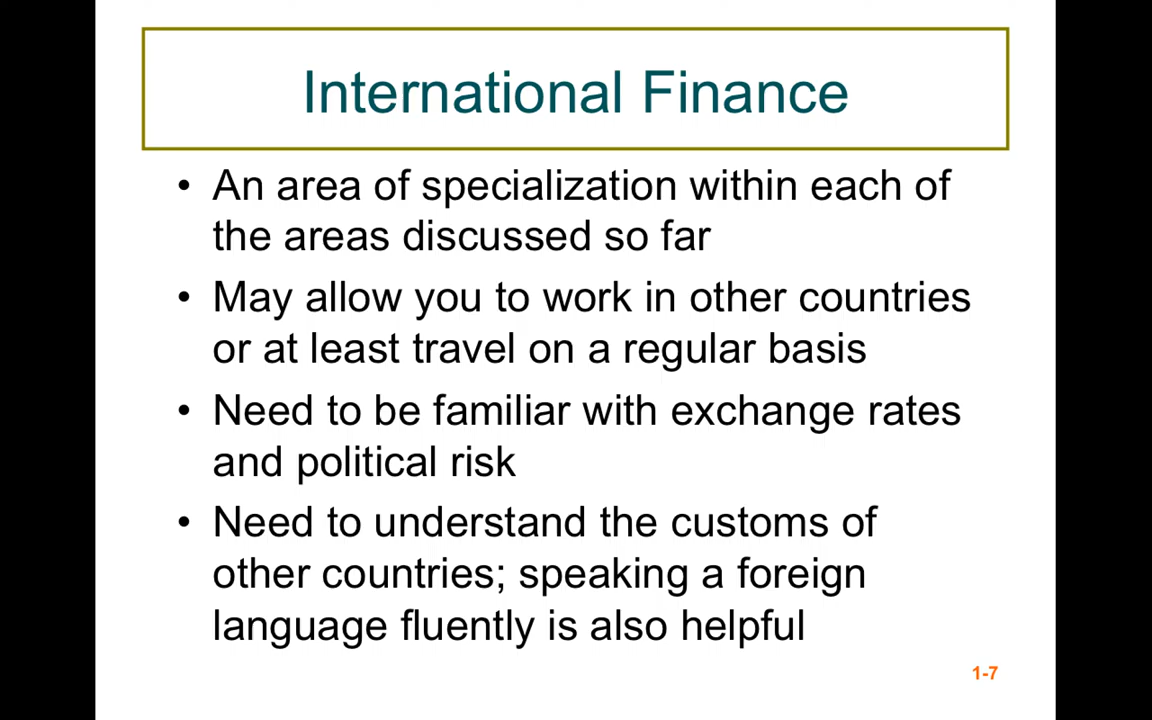 International Finance
• An area of specialization within each of
the areas discussed so far
• May allow you to work in other countries
or at least travel on a regular basis
• Need to be familiar with exchange rates
and political risk
• Need to understand the customs of
other countries; speaking a foreign
language fluently is also helpful
1-7